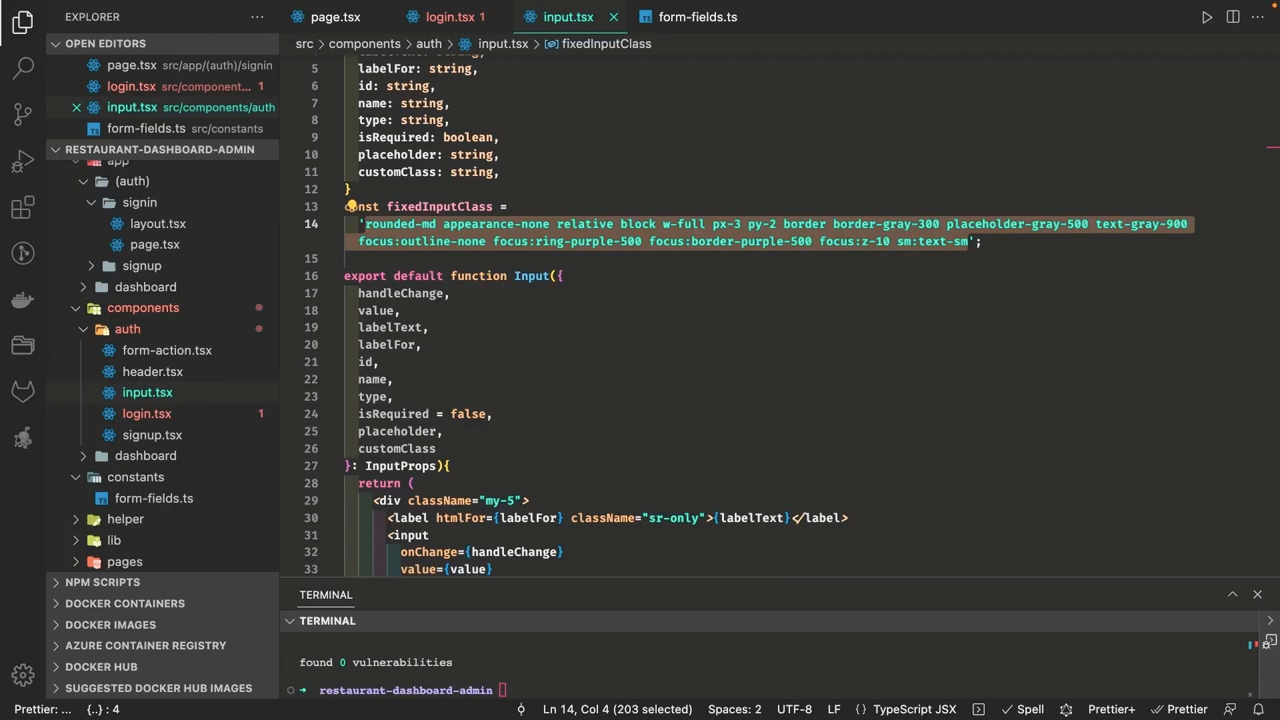 EXPLORER
page.tsx
login.tsx 1
input.tsx
form-fields.ts
OPEN EDITORS
src > components > auth > input.tsx > fixedInputClass
page.tsx src/app/(auth)/signin
login.tsx src/component... 1
input.tsx src/components/auth
form-fields.ts src/constants
RESTAURANT-DASHBOARD-ADMIN
app
(auth)
signin
layout.tsx
page.tsx
signup
dashboard
components
auth
form-action.tsx
header.tsx
input.tsx
login.tsx 1
signup.tsx
dashboard
constants
form-fields.ts
helper
lib
pages
NPM SCRIPTS
DOCKER CONTAINERS
DOCKER IMAGES
AZURE CONTAINER REGISTRY
DOCKER HUB
SUGGESTED DOCKER HUB IMAGES
5 labelFor: string,
6 id: string,
7 name: string,
8 type: string,
9 isRequired: boolean,
10 placeholder: string,
11 customClass: string,
12 }
13 const fixedInputClass =
14 'rounded-md appearance-none relative block w-full px-3 py-2 border border-gray-300 placeholder-gray-500 text-gray-900
focus:outline-none focus:ring-purple-500 focus:border-purple-500 focus:z-10 sm:text-sm';
15
16 export default function Input({
17 handleChange,
18 value,
19 labelText,
20 labelFor,
21 id,
22 name,
23 type,
24 isRequired = false,
25 placeholder,
26 customClass
27 }: InputProps){
28 return (
29 <div className="my-5">
30 <label htmlFor={labelFor} className="sr-only">{labelText}</label>
31 <input
32 onChange={handleChange}
33 value={value}
TERMINAL
TERMINAL
found 0 vulnerabilities
restaurant-dashboard-admin
Prettier: ... {..} : 4 Ln 14, Col 4 (203 selected) Spaces: 2 UTF-8 LF TypeScript JSX Spell Prettier+ Prettier